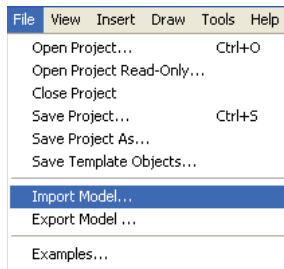 File View Insert Draw Tools Help
Open Project... Ctrl+O
Open Project Read-Only...
Close Project
Save Project... Ctrl+S
Save Project As...
Save Template Objects...
Import Model...
Export Model ...
Examples...